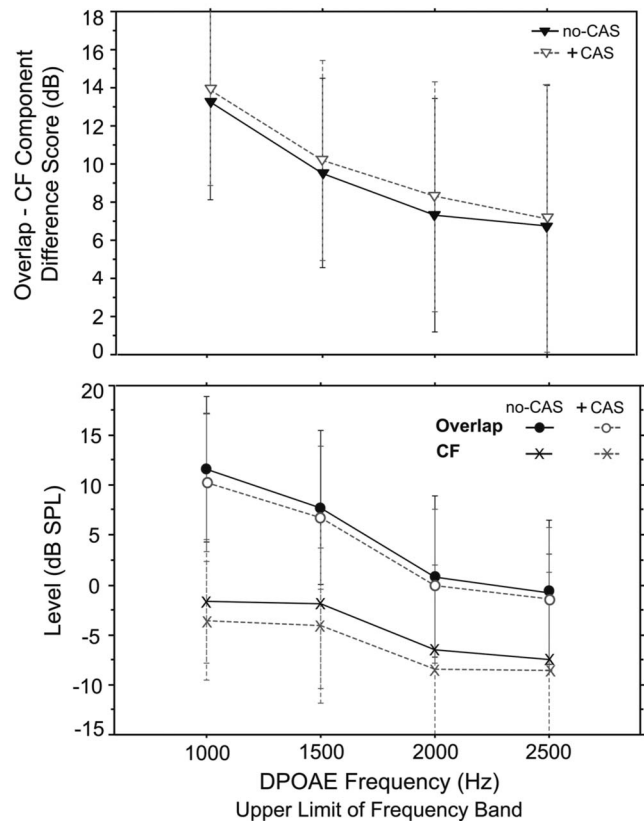 18
16
14
12
10
8
6
4
2
0
Overlap - CF Component
Difference Score (dB)
no-CAS
+ CAS
20
15
10
5
0
-5
-10
-15
Level (dB SPL)
no-CAS + CAS
Overlap
CF
1000 1500 2000 2500
DPOAE Frequency (Hz)
Upper Limit of Frequency Band